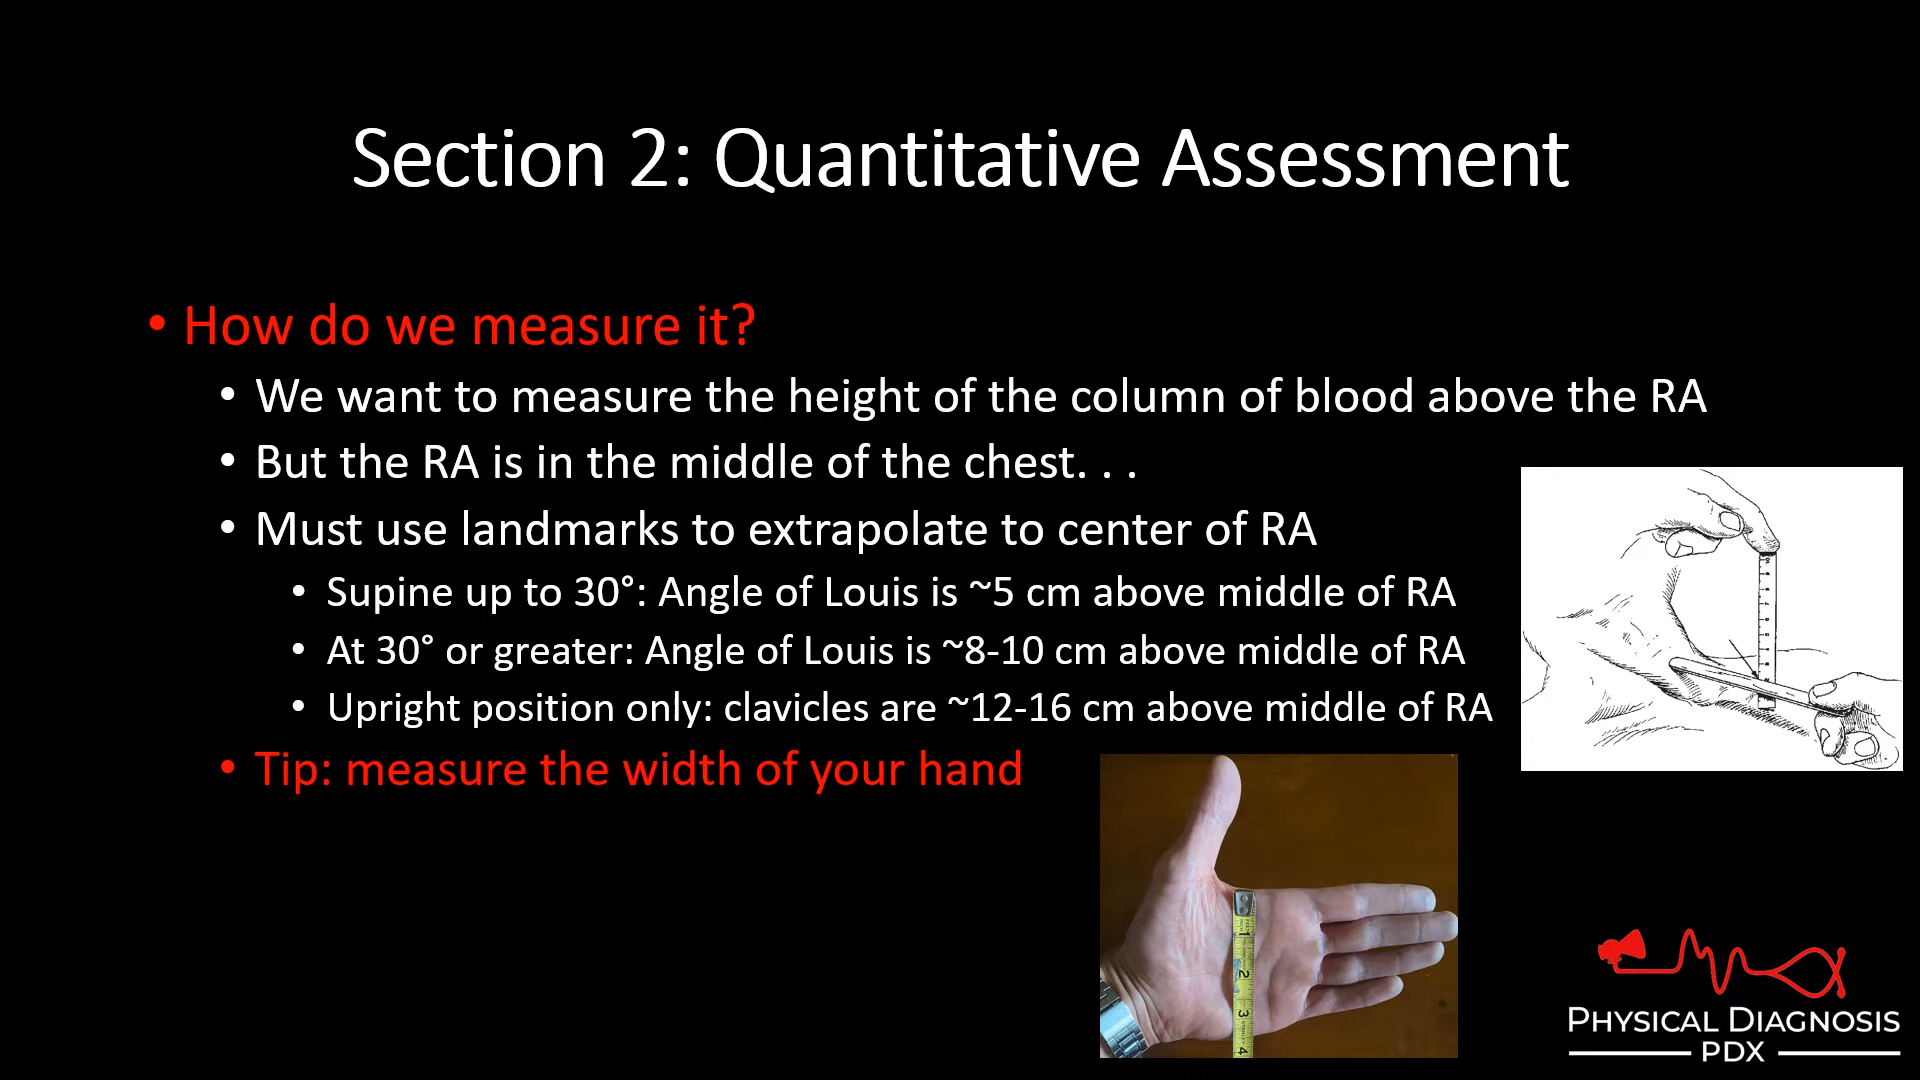 Section 2: Quantitative Assessment
• How do we measure it?
• We want to measure the height of the column of blood above the RA
• But the RA is in the middle of the chest. . .
• Must use landmarks to extrapolate to center of RA
• Supine up to 30°: Angle of Louis is ~5 cm above middle of RA
• At 30° or greater: Angle of Louis is ~8-10 cm above middle of RA
• Upright position only: clavicles are ~12-16 cm above middle of RA
• Tip: measure the width of your hand
1
2
3
4
PHYSICAL DIAGNOSIS
PDX